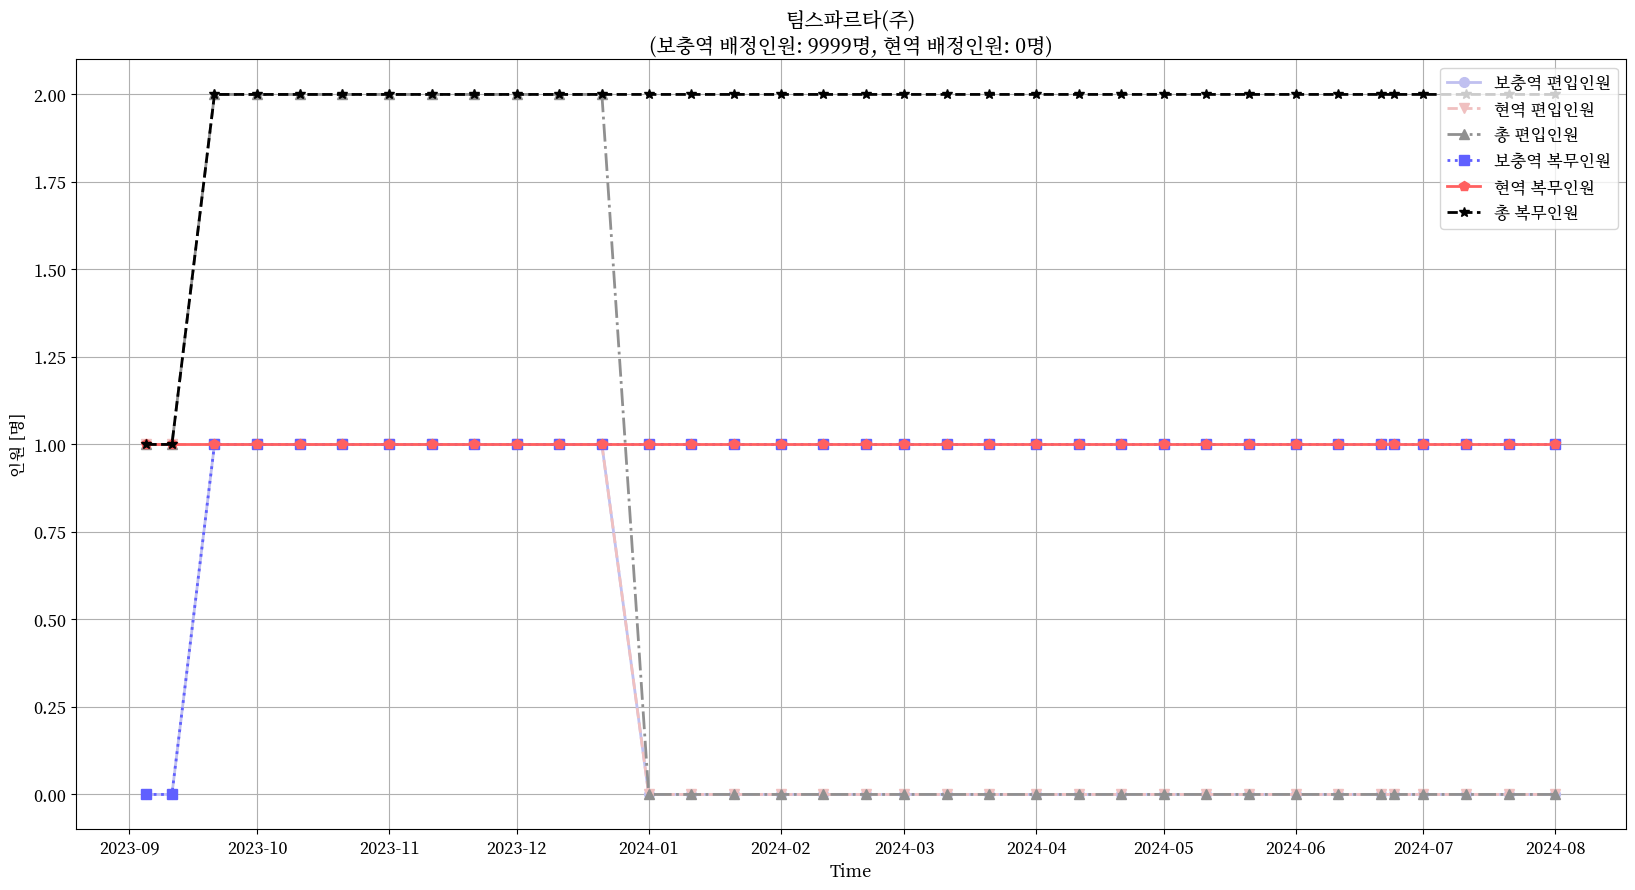 팀스파르타(주)
(보충역 배정인원: 9999명, 현역 배정인원: 0명)
보충역 편입인원
현역 편입인원
총 편입인원
보충역 복무인원
현역 복무인원
총 복무인원
인원 [명]
2.00
1.75
1.50
1.25
1.00
0.75
0.50
0.25
0.00
2023-09 2023-10 2023-11 2023-12 2024-01 2024-02 2024-03 2024-04 2024-05 2024-06 2024-07 2024-08
Time